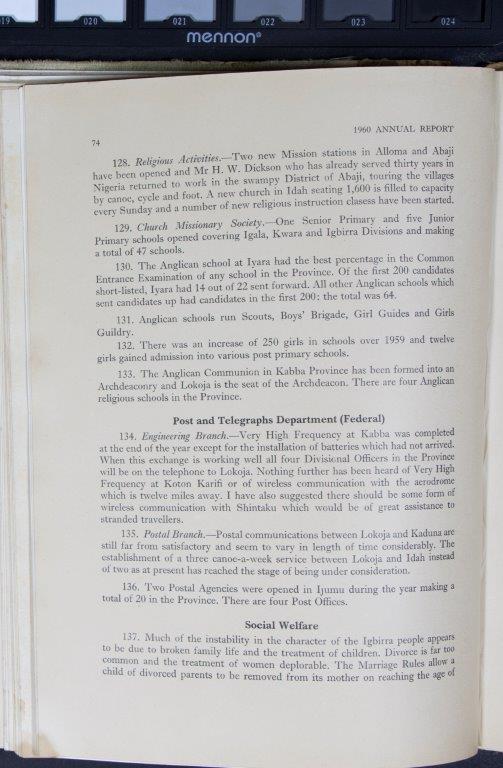 19
020
021
022
023
024
mennon®
1960 ANNUAL REPORT
74
128. Religious Activities.—Two new Mission stations in Alloma and Abaji
have been opened and Mr H. W. Dickson who has already served thirty years in
Nigeria returned to work in the swampy District of Abaji, touring the villages
by canoe, cycle and foot. A new church in Idah seating 1,600 is filled to capacity
every Sunday and a number of new religious instruction clasess have been started.
129. Church Missionary Society.—One Senior Primary and five Junior
Primary schools opened covering Igala, Kwara and Igbirra Divisions and making
a total of 47 schools.
130. The Anglican school at Iyara had the best percentage in the Common
Entrance Examination of any school in the Province. Of the first 200 candidates
short-listed, Iyara had 14 out of 22 sent forward. All other Anglican schools which
sent candidates up had candidates in the first 200: the total was 64.
131. Anglican schools run Scouts, Boys' Brigade, Girl Guides and Girls
Guildry.
132. There was an increase of 250 girls in schools over 1959 and twelve
girls gained admission into various post primary schools.
133. The Anglican Communion in Kabba Province has been formed into an
Archdeaconry and Lokoja is the seat of the Archdeacon. There are four Anglican
religious schools in the Province.
Post and Telegraphs Department (Federal)
134. Engineering Branch.—Very High Frequency at Kabba was completed
at the end of the year except for the installation of batteries which had not arrived.
When this exchange is working well all four Divisional Officers in the Province
will be on the telephone to Lokoja. Nothing further has been heard of Very High
Frequency at Koton Karifi or of wireless communication with the aerodrome
which is twelve miles away. I have also suggested there should be some form of
wireless communication with Shintaku which would be of great assistance to
stranded travellers.
135. Postal Branch.—Postal communications between Lokoja and Kaduna are
still far from satisfactory and seem to vary in length of time considerably. The
establishment of a three canoe-a-week service between Lokoja and Idah instead
of two as at present has reached the stage of being under consideration.
136. Two Postal Agencies were opened in Ijumu during the year making a
total of 20 in the Province. There are four Post Offices.
Social Welfare
137. Much of the instability in the character of the Igbirra people appears
to be due to broken family life and the treatment of children. Divorce is far too
common and the treatment of women deplorable. The Marriage Rules allow a
child of divorced parents to be removed from its mother on reaching the age of